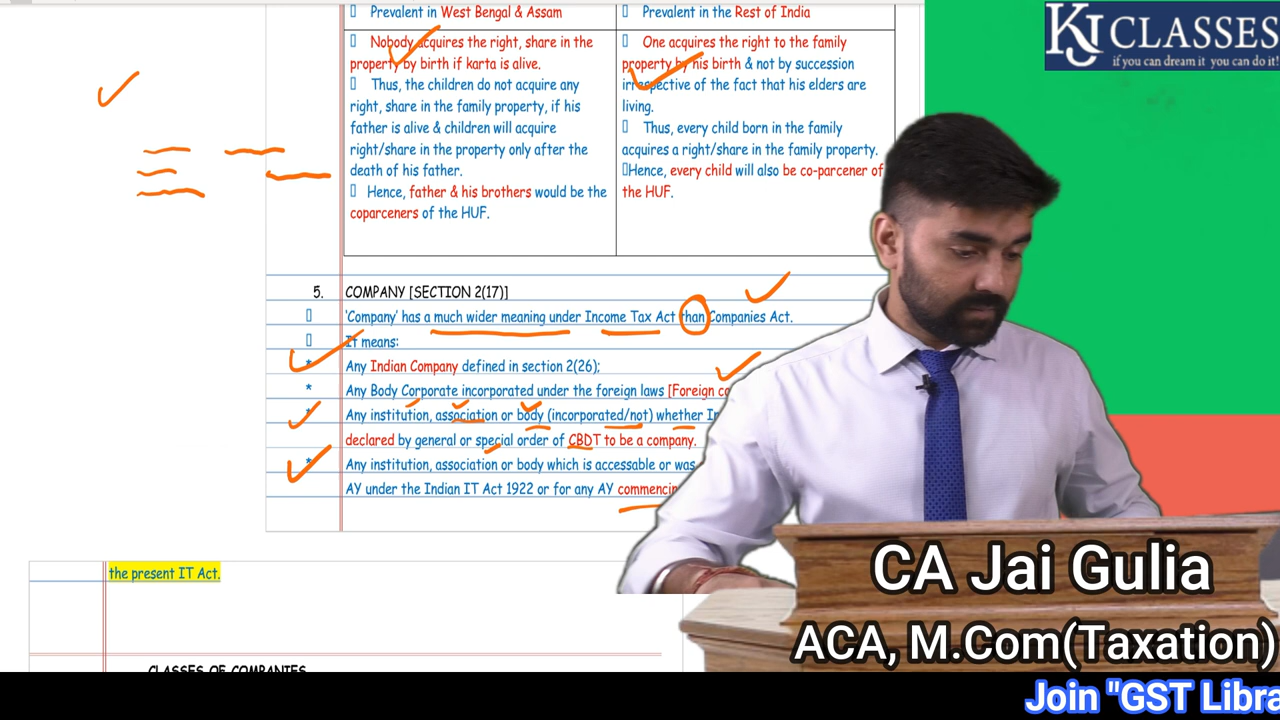 Prevalent in West Bengal & Assam
Prevalent in the Rest of India
Nobody acquires the right, share in the
property by birth if karta is alive.
Thus, the children do not acquire any
right, share in the family property, if his
father is alive & children will acquire
right/share in the property only after the
death of his father.
Hence, father & his brothers would be the
coparceners of the HUF.
One acquires the right to the family
property by his birth & not by succession
irrespective of the fact that his elders are
living.
Thus, every child born in the family
acquires a right/share in the family property.
Hence, every child will also be co-parcener of
the HUF.
5. COMPANY [SECTION 2(17)]
'Company' has a much wider meaning under Income Tax Act than Companies Act.
It means:
* Any Indian Company defined in section 2(26);
* Any Body Corporate incorporated under the foreign laws [Foreign
* Any institution, association or body (incorporated/not) whether
declared by general or special order of CBDT to be a company.
* Any institution, association or body which is accessable or was
AY under the Indian IT Act 1922 or for any AY
the present IT Act.
CLASSES OF COMPANIES
KJ CLASSES
if you can dream it you can do it!
CA Jai Gulia
ACA, M.Com(Taxation)
Join "GST Libra